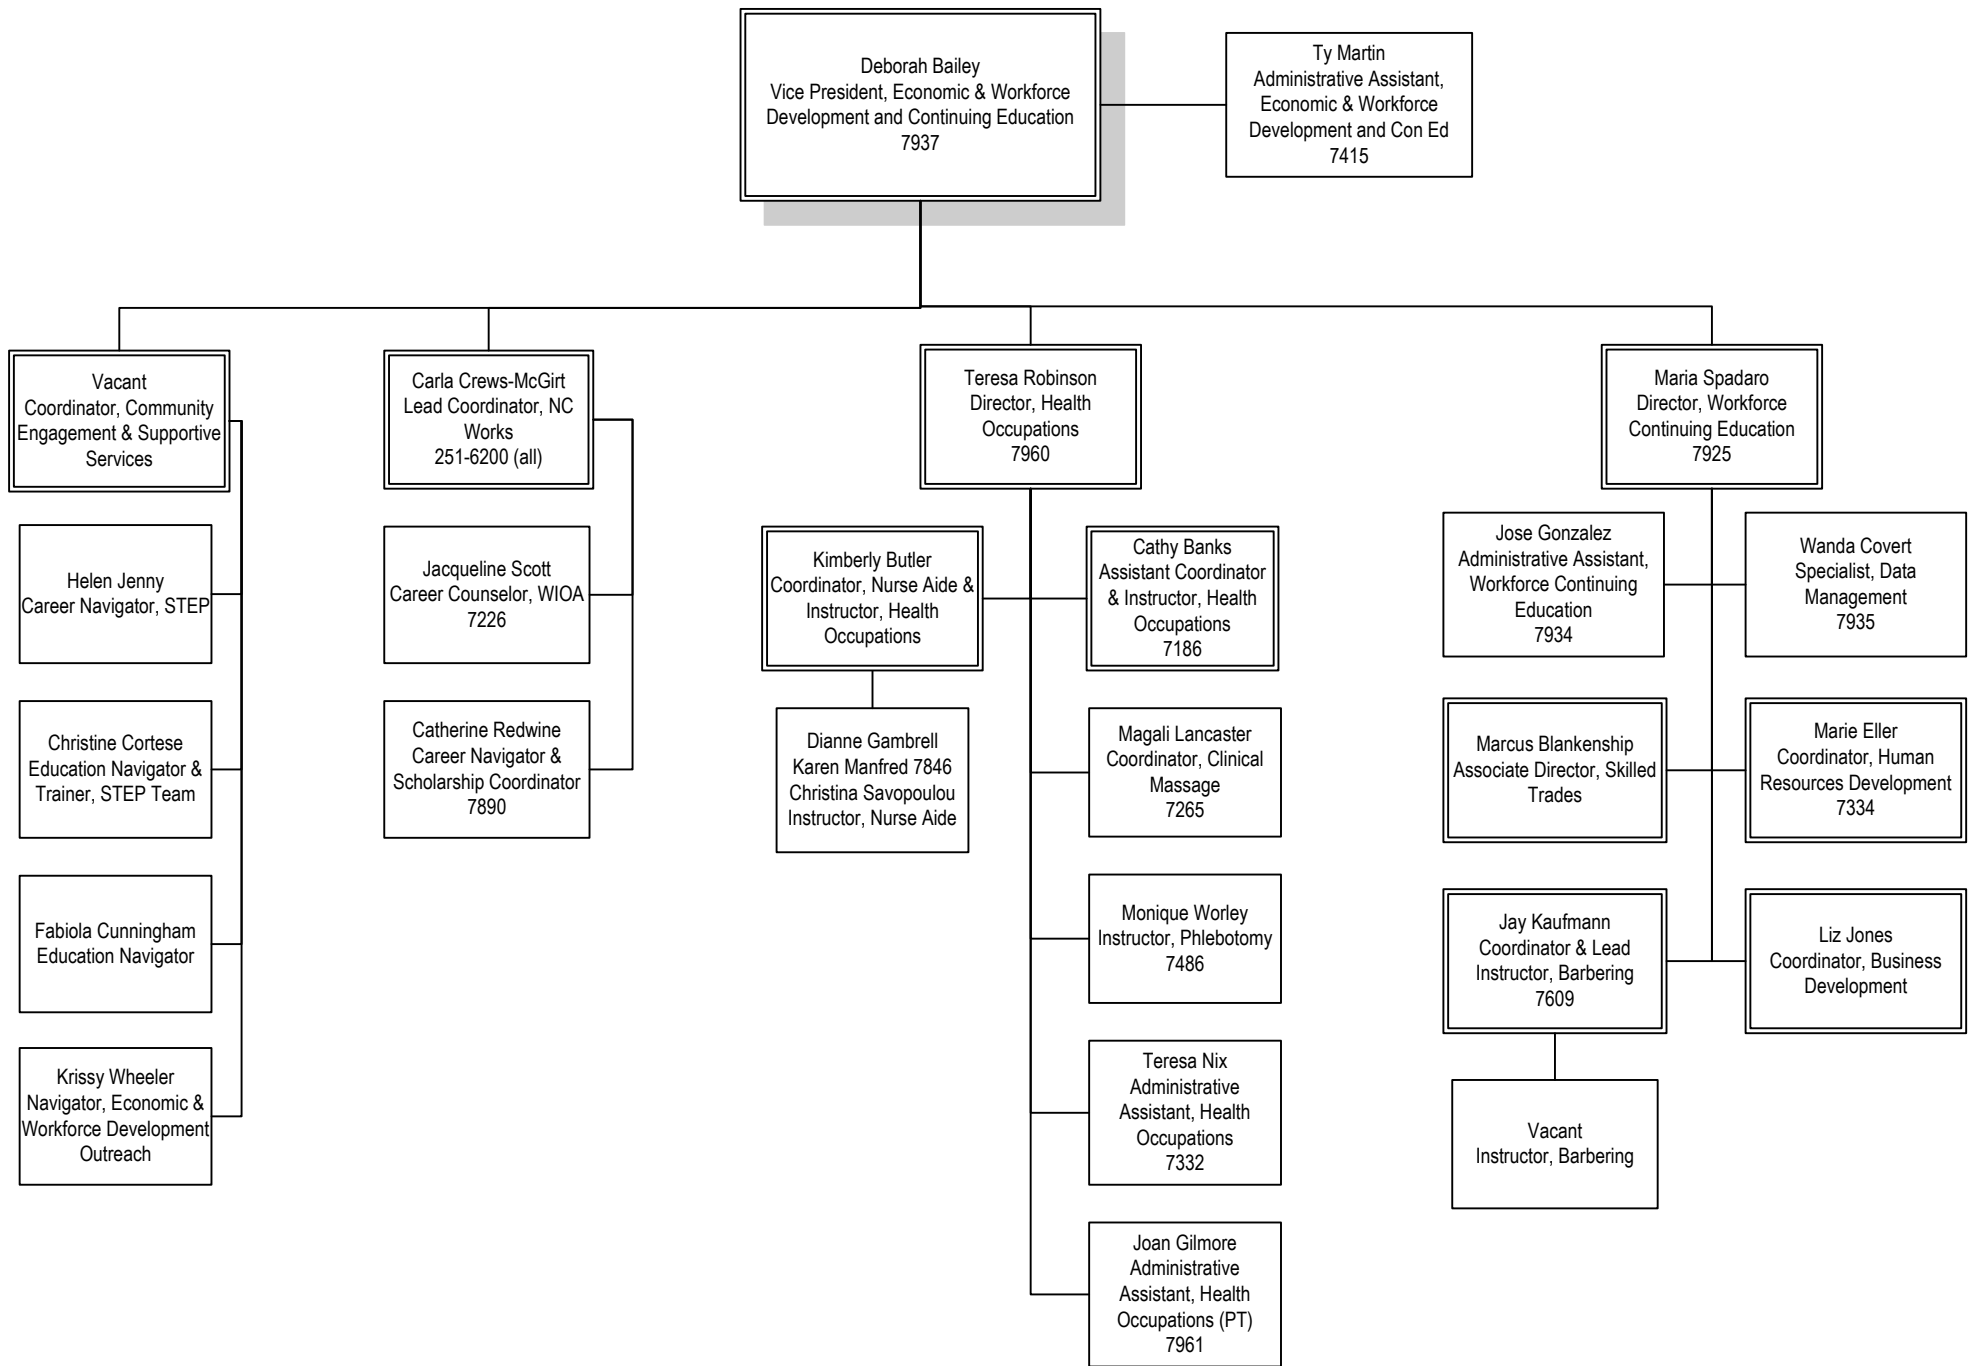 Deborah Bailey
Vice President, Economic & Workforce
Development and Continuing Education
7937
Ty Martin
Administrative Assistant,
Economic & Workforce
Development and Con Ed
7415
Vacant
Coordinator, Community
Engagement & Supportive
Services
Helen Jenny
Career Navigator, STEP
Christine Cortese
Education Navigator &
Trainer, STEP Team
Fabiola Cunningham
Education Navigator
Krissy Wheeler
Navigator, Economic &
Workforce Development
Outreach
Carla Crews-McGirt
Lead Coordinator, NC
Works
251-6200 (all)
Jacqueline Scott
Career Counselor, WIOA
7226
Catherine Redwine
Career Navigator &
Scholarship Coordinator
7890
Teresa Robinson
Director, Health
Occupations
7960
Kimberly Butler
Coordinator, Nurse Aide &
Instructor, Health
Occupations
Dianne Gambrell
Karen Manfred 7846
Christina Savopoulou
Instructor, Nurse Aide
Cathy Banks
Assistant Coordinator
& Instructor, Health
Occupations
7186
Magali Lancaster
Coordinator, Clinical
Massage
7265
Monique Worley
Instructor, Phlebotomy
7486
Teresa Nix
Administrative
Assistant, Health
Occupations
7332
Joan Gilmore
Administrative
Assistant, Health
Occupations (PT)
7961
Maria Spadaro
Director, Workforce
Continuing Education
7925
Jose Gonzalez
Administrative Assistant,
Workforce Continuing
Education
7934
Wanda Covert
Specialist, Data
Management
7935
Marcus Blankenship
Associate Director, Skilled
Trades
Marie Eller
Coordinator, Human
Resources Development
7334
Jay Kaufmann
Coordinator & Lead
Instructor, Barbering
7609
Liz Jones
Coordinator, Business
Development
Vacant
Instructor, Barbering